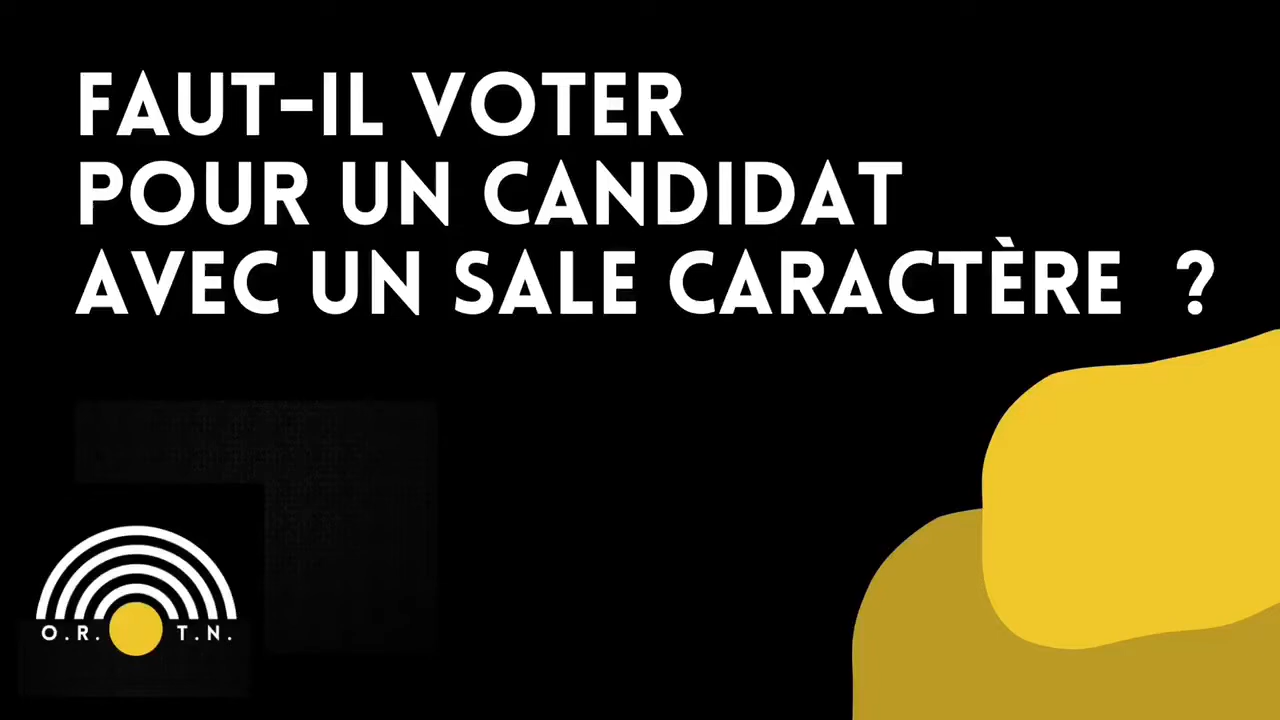 FAUT-IL VOTER
POUR UN CANDIDAT
AVEC UN SALE CARACTÈRE ?
O.R. T.N.